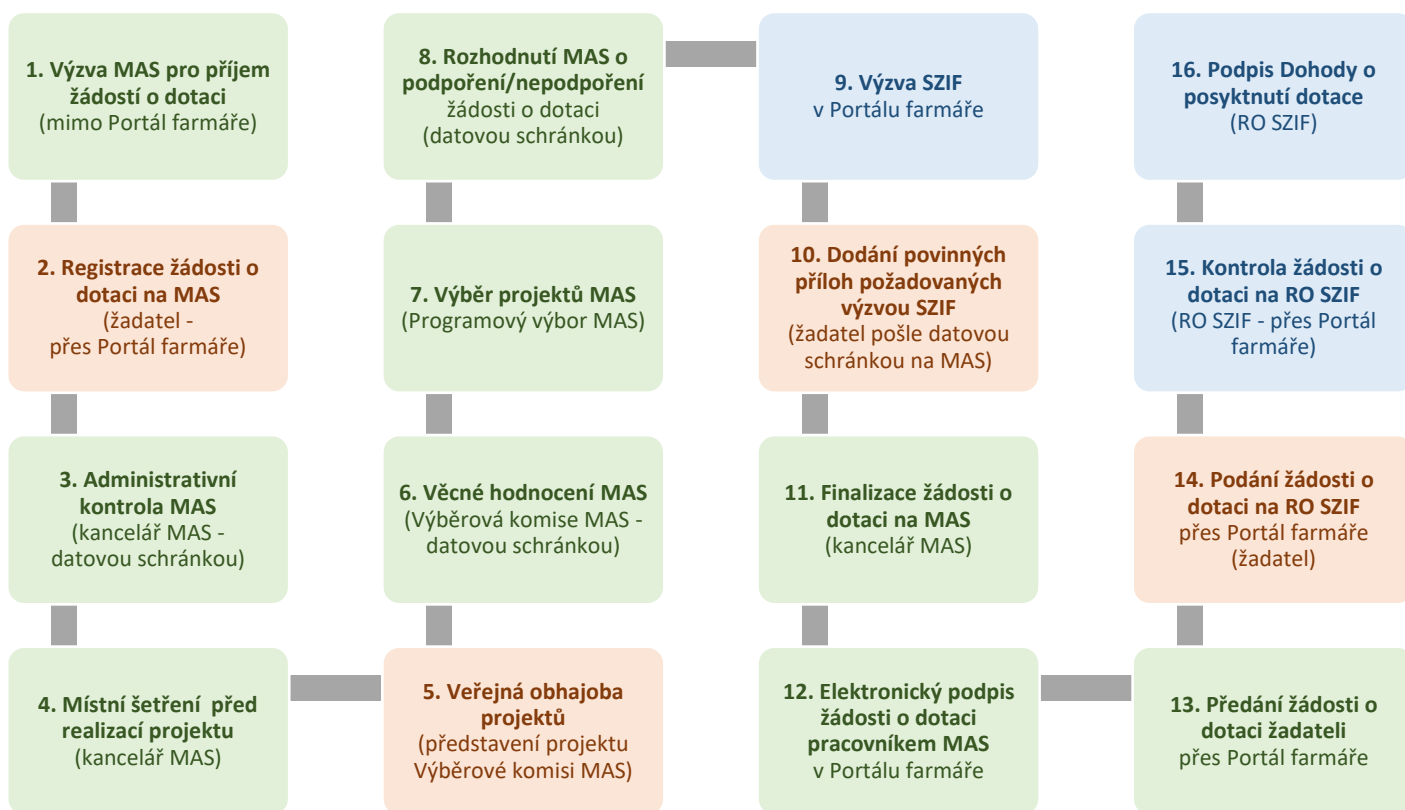 1. Výzva MAS pro příjem
žádostí o dotaci
(mimo Portál farmáře)
2. Registrace žádosti o
dotaci na MAS
(žadatel -
přes Portál farmáře)
3. Administrativní
kontrola MAS
(kancelář MAS -
datovou schránkou)
4. Místní šetření  před
realizací projektu
(kancelář MAS)
5. Veřejná obhajoba
projektů
(představení projektu
Výběrové komisi MAS)
6. Věcné hodnocení MAS
(Výběrová komise MAS -
datovou schránkou)
7. Výběr projektů MAS
(Programový výbor MAS)
8. Rozhodnutí MAS o
podpoření/nepodpoření
žádosti o dotaci
(datovou schránkou)
9. Výzva SZIF
v Portálu farmáře
10. Dodání povinných
příloh požadovaných
výzvou SZIF
(žadatel pošle datovou
schránkou na MAS)
11. Finalizace žádosti o
dotaci na MAS
(kancelář MAS)
12. Elektronický podpis
žádosti o dotaci
pracovníkem MAS
v Portálu farmáře
13. Předání žádosti o
dotaci žadateli
přes Portál farmáře
14. Podání žádosti o
dotaci na RO SZIF
přes Portál farmáře
(žadatel)
15. Kontrola žádosti o
dotaci na RO SZIF
(RO SZIF - přes Portál
farmáře)
16. Podpis Dohody o
posyktnutí dotace
(RO SZIF)